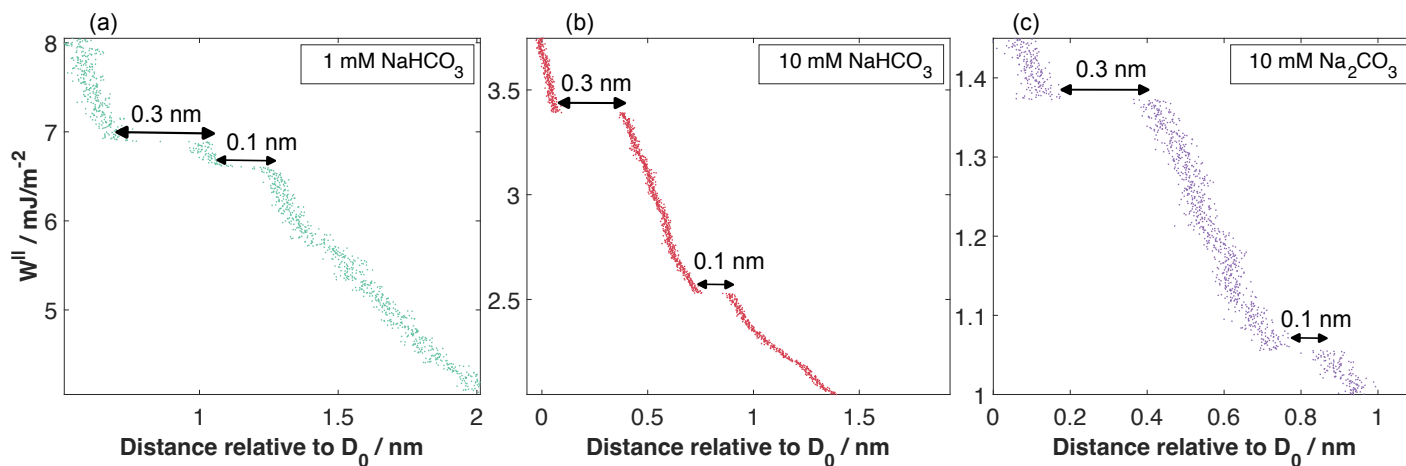 (a)
1 mM NaHCO₃
0.3 nm
0.1 nm
8
7
6
5
W^II / mJ/m⁻²
1
1.5
2
Distance relative to D₀ / nm
(b)
10 mM NaHCO₃
0.3 nm
0.1 nm
3.5
3
2.5
0
0.5
1
1.5
Distance relative to D₀ / nm
(c)
10 mM Na₂CO₃
0.3 nm
0.1 nm
1.4
1.3
1.2
1.1
1
0
0.2
0.4
0.6
0.8
1
Distance relative to D₀ / nm